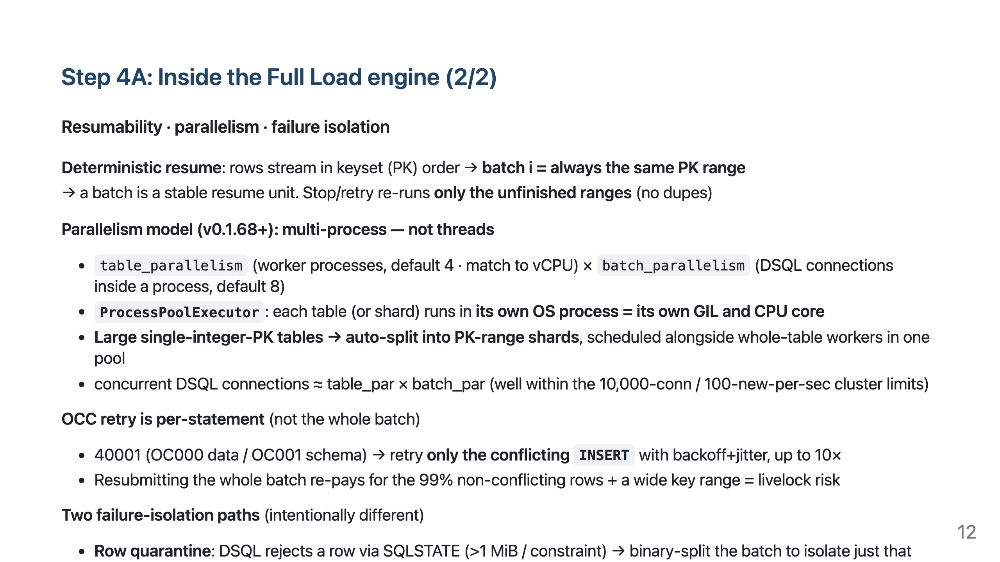 Step 4A: Inside the Full Load engine (2/2)
Resumability · parallelism · failure isolation
Deterministic resume: rows stream in keyset (PK) order → batch i = always the same PK range
→ a batch is a stable resume unit. Stop/retry re-runs only the unfinished ranges (no dupes)
Parallelism model (v0.1.68+): multi-process — not threads
• table_parallelism (worker processes, default 4 · match to vCPU) × batch_parallelism (DSQL connections
inside a process, default 8)
• ProcessPoolExecutor: each table (or shard) runs in its own OS process = its own GIL and CPU core
• Large single-integer-PK tables → auto-split into PK-range shards, scheduled alongside whole-table workers in one
pool
• concurrent DSQL connections ≈ table_par × batch_par (well within the 10,000-conn / 100-new-per-sec cluster limits)
OCC retry is per-statement (not the whole batch)
• 40001 (OC000 data / OC001 schema) → retry only the conflicting INSERT with backoff+jitter, up to 10×
• Resubmitting the whole batch re-pays for the 99% non-conflicting rows + a wide key range = livelock risk
Two failure-isolation paths (intentionally different)
• Row quarantine: DSQL rejects a row via SQLSTATE (>1 MiB / constraint) → binary-split the batch to isolate just that
12